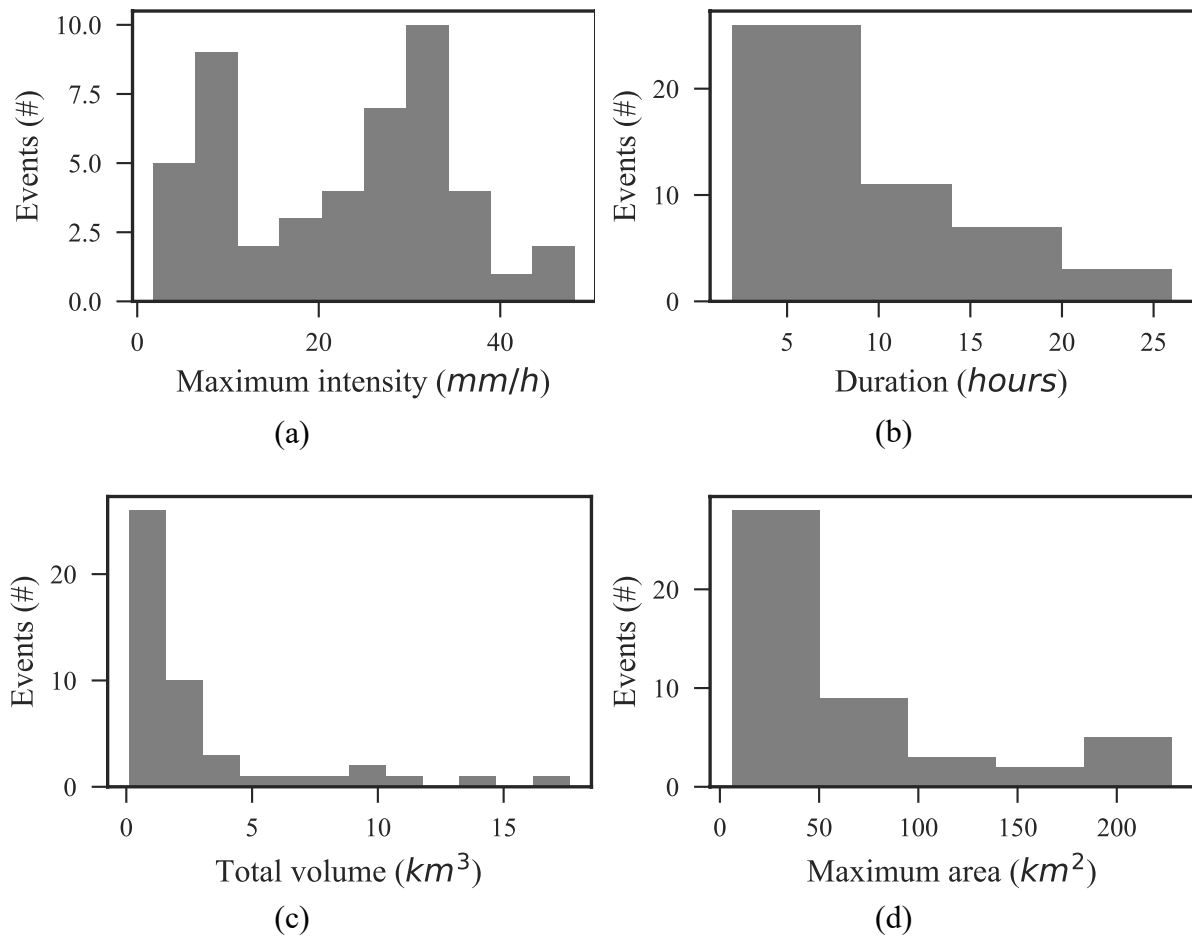 10.0
7.5
5.0
2.5
0.0
Events (#)
0 20 40
Maximum intensity (mm/h)
(a)
20
10
0
Events (#)
5 10 15 20 25
Duration (hours)
(b)
20
10
0
Events (#)
0 5 10 15
Total volume (km³)
(c)
20
10
0
Events (#)
0 50 100 150 200
Maximum area (km²)
(d)